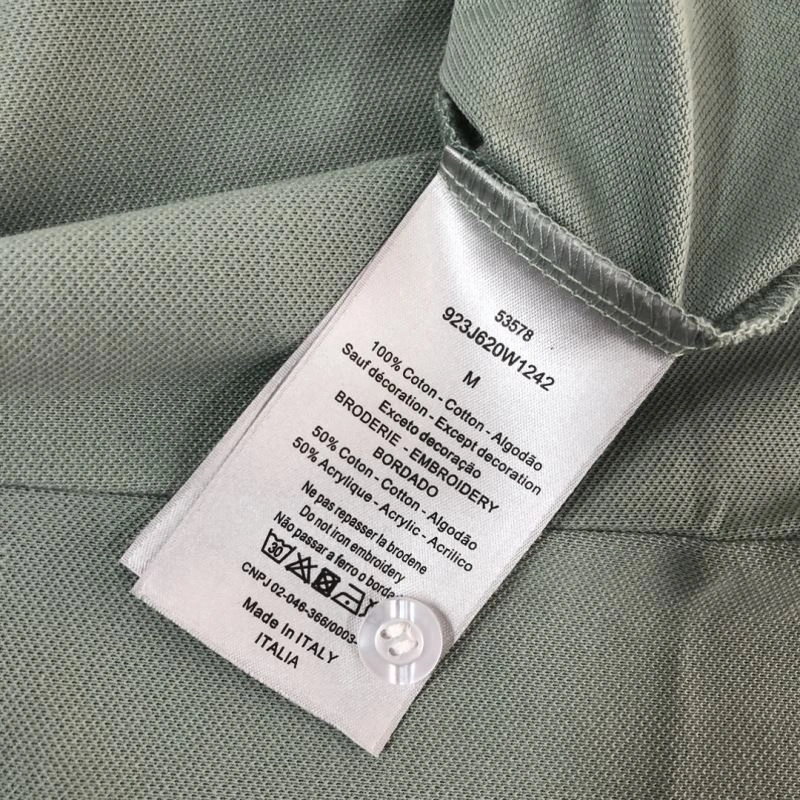 53578
923J620W1242
M
100% Coton - Cotton - Algodão
Sauf décoration - Except decoration
Exceto decoração
BRODERIE - EMBROIDERY
BORDADO
50% Coton - Cotton - Algodão
50% Acrylique - Acrylic - Acrilico
Ne pas repasser la brodene
Do not iron embroidery
Não passar a ferro o
30
CNPJ 02-046-366/0003-
Made In ITALY
ITALIA